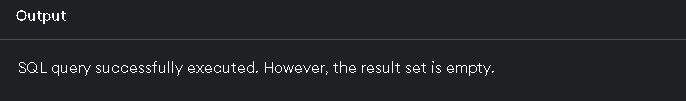 Output
SQL query successfully executed. However, the result set is empty.